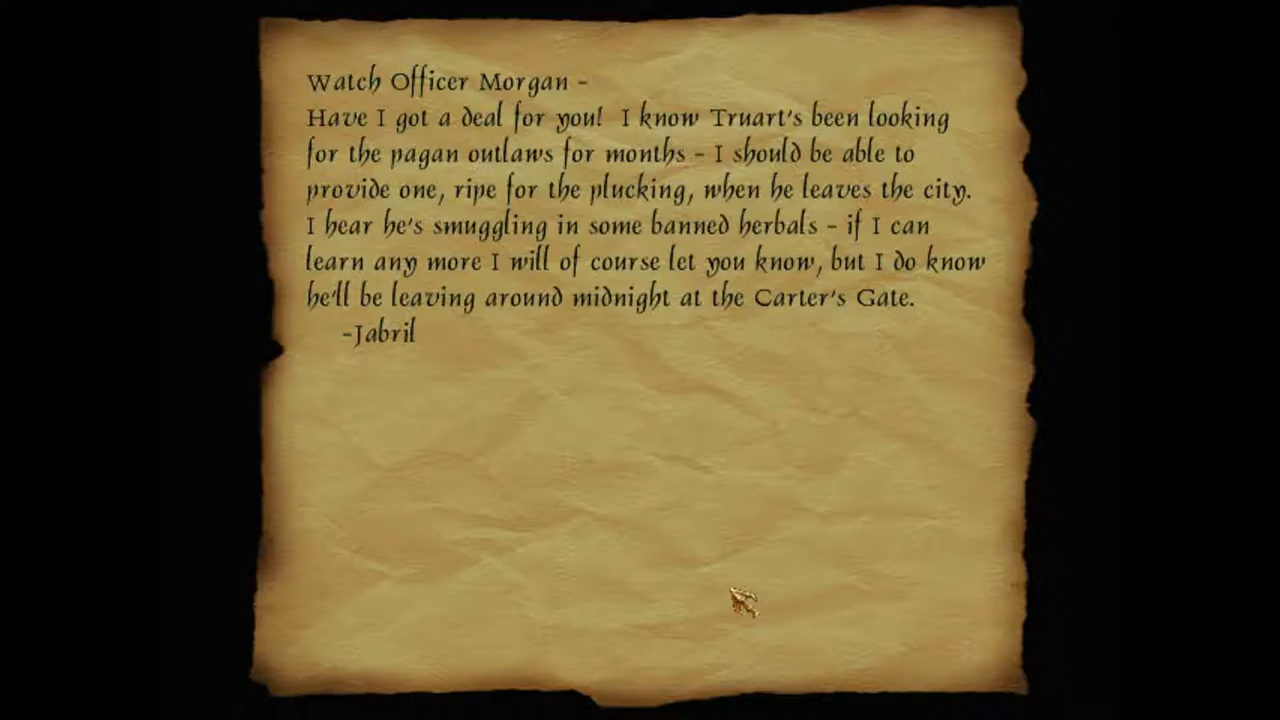 Watch Officer Morgan -
Have I got a deal for you! I know Truart's been looking
for the pagan outlaws for months - I should be able to
provide one, ripe for the plucking, when he leaves the city.
I hear he's smuggling in some banned herbals - if I can
learn any more I will of course let you know, but I do know
he'll be leaving around midnight at the Carter's Gate.
-Jabril